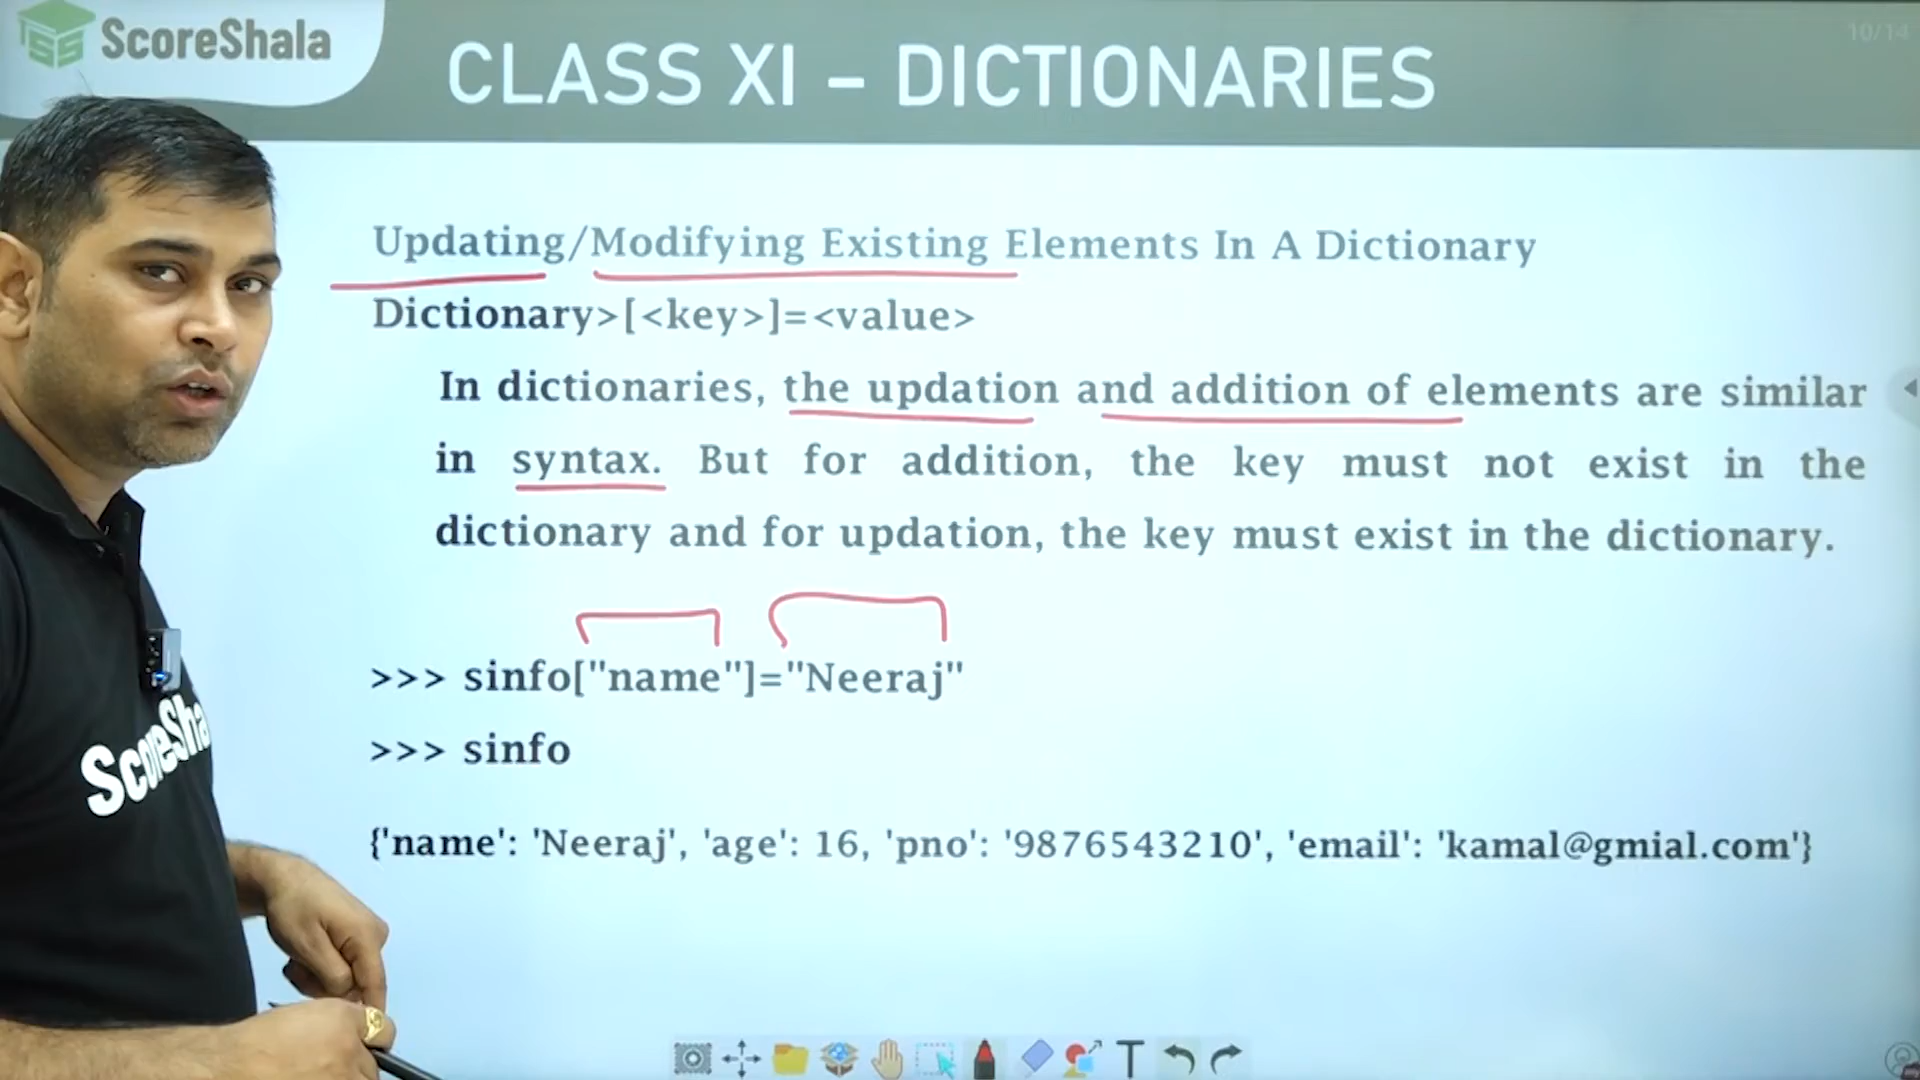 ScoreShala
CLASS XI – DICTIONARIES
10/14
Updating/Modifying Existing Elements In A Dictionary
Dictionary>[<key>]=<value>
In dictionaries, the updation and addition of elements are similar
in syntax. But for addition, the key must not exist in the
dictionary and for updation, the key must exist in the dictionary.
>>> sinfo["name"]="Neeraj"
>>> sinfo
{'name': 'Neeraj', 'age': 16, 'pno': '9876543210', 'email': 'kamal@gmial.com'}
ScoreSha
T